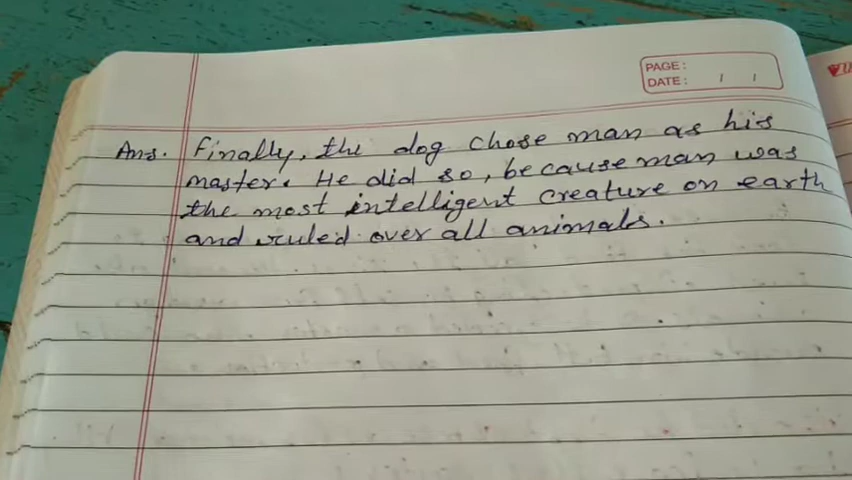 PAGE:
DATE: / /
Ans. Finally, the dog chose man as his
master. He did so, because man was
the most intelligent creature on earth
and ruled over all animals.